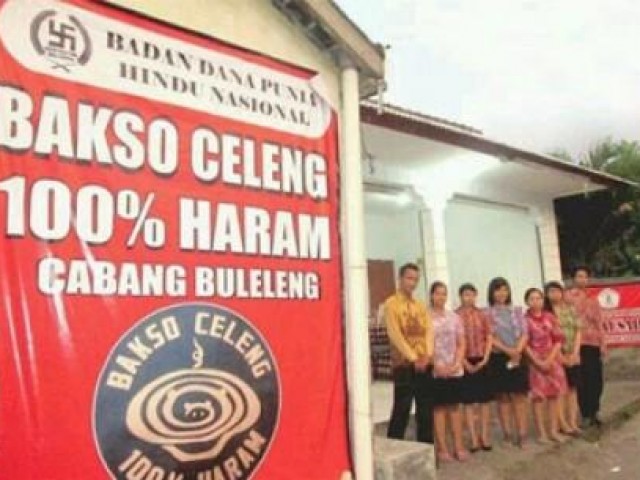 BADAN DANA PUNIA
HINDU NASIONAL
BAKSO CELENG
100% HARAM
CABANG BULELENG
BAKSO CELENG
100% HARAM